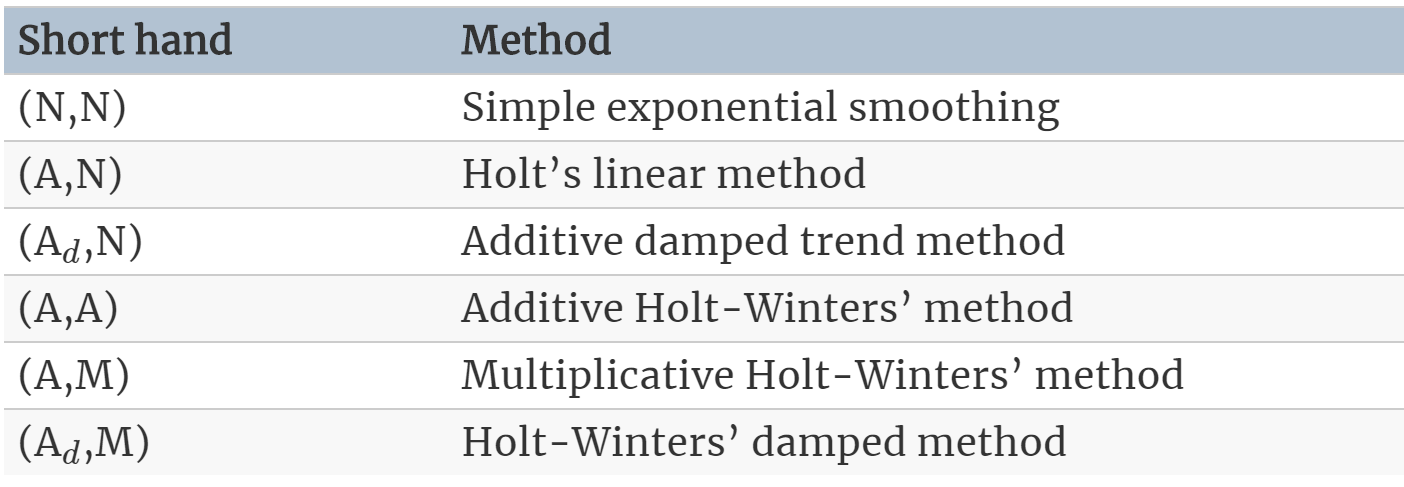 Short hand Method
(N,N) Simple exponential smoothing
(A,N) Holt’s linear method
(A_d,N) Additive damped trend method
(A,A) Additive Holt-Winters’ method
(A,M) Multiplicative Holt-Winters’ method
(A_d,M) Holt-Winters’ damped method